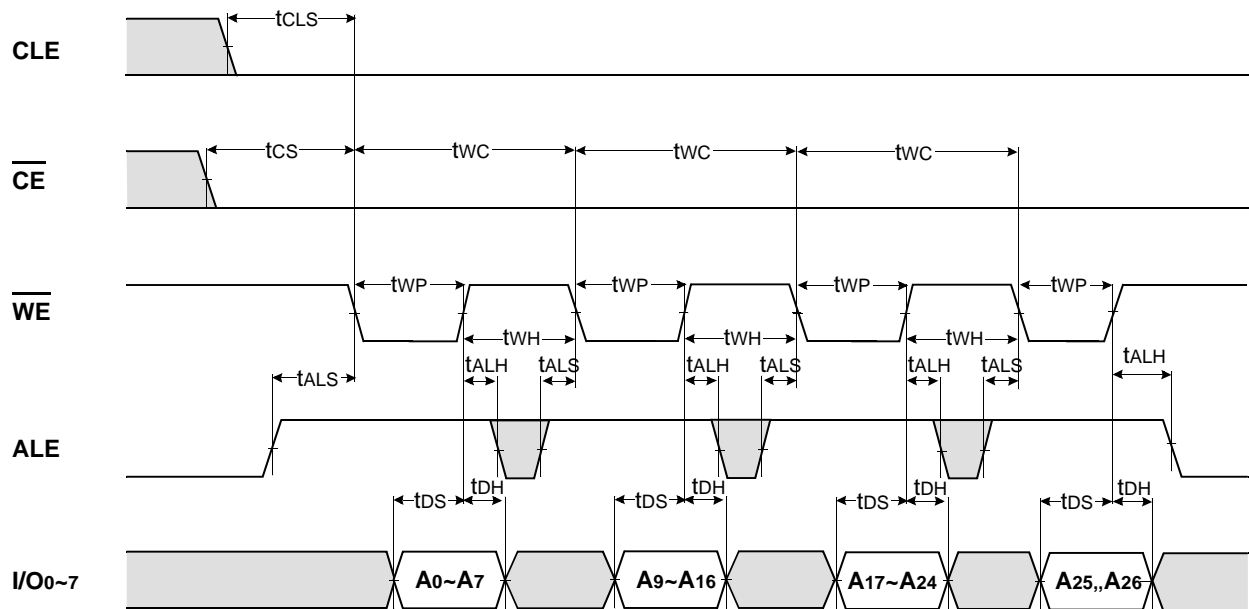 tCLS
CLE
tCS tWC tWC tWC
CE
tWP tWP tWP tWP
WE
tWH tWH tWH
tALS tALH tALS tALH tALS tALH tALS tALH
ALE
tDS tDH tDS tDH tDS tDH tDS tDH
I/O0~7 A0~A7 A9~A16 A17~A24 A25,,A26